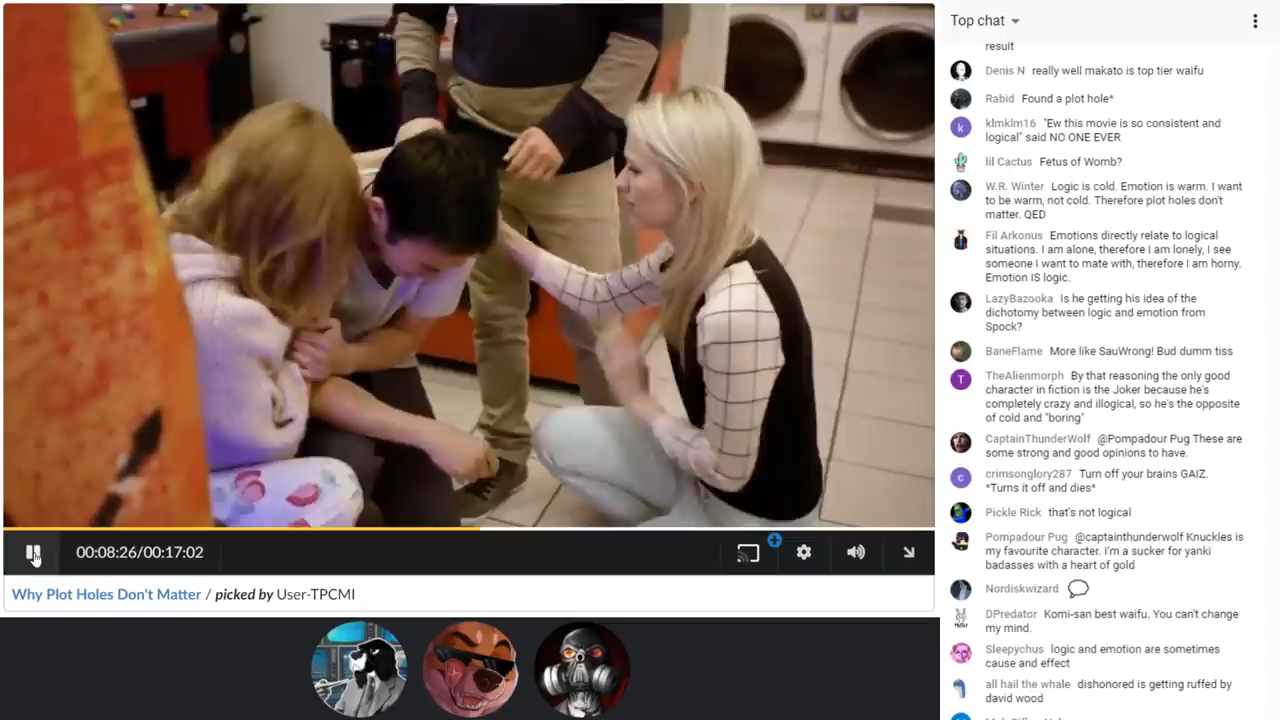 Top chat
result
Denis N really well makato is top tier waifu
Rabid Found a plot hole*
k
klmklm16 "Ew this movie is so consistent and
logical" said NO ONE EVER
lil Cactus Fetus of Womb?
W.R. Winter Logic is cold. Emotion is warm. I want
to be warm, not cold. Therefore plot holes don't
matter. QED
Fil Arkonus Emotions directly relate to logical
situations. I am alone, therefore I am lonely, I see
someone I want to mate with, therefore I am horny.
Emotion IS logic.
LazyBazooka Is he getting his idea of the
dichotomy between logic and emotion from
Spock?
BaneFlame More like SauWrong! Bud dumm tiss
T
TheAlienmorph By that reasoning the only good
character in fiction is the Joker because he's
completely crazy and illogical, so he's the opposite
of cold and "boring"
CaptainThunderWolf @Pompadour Pug These are
some strong and good opinions to have.
c
crimsonglory287 Turn off your brains GAIZ.
*Turns it off and dies*
Pickle Rick that's not logical
Pompadour Pug @captainthunderwolf Knuckles is
my favourite character. I'm a sucker for yanki
badasses with a heart of gold
Nordiskwizard
DPredator Komi-san best waifu. You can't change
my mind.
Sleepychus logic and emotion are sometimes
cause and effect
all hail the whale dishonored is getting ruffed by
david wood
00:08:26/00:17:02
Why Plot Holes Don't Matter / picked by User-TPCMI